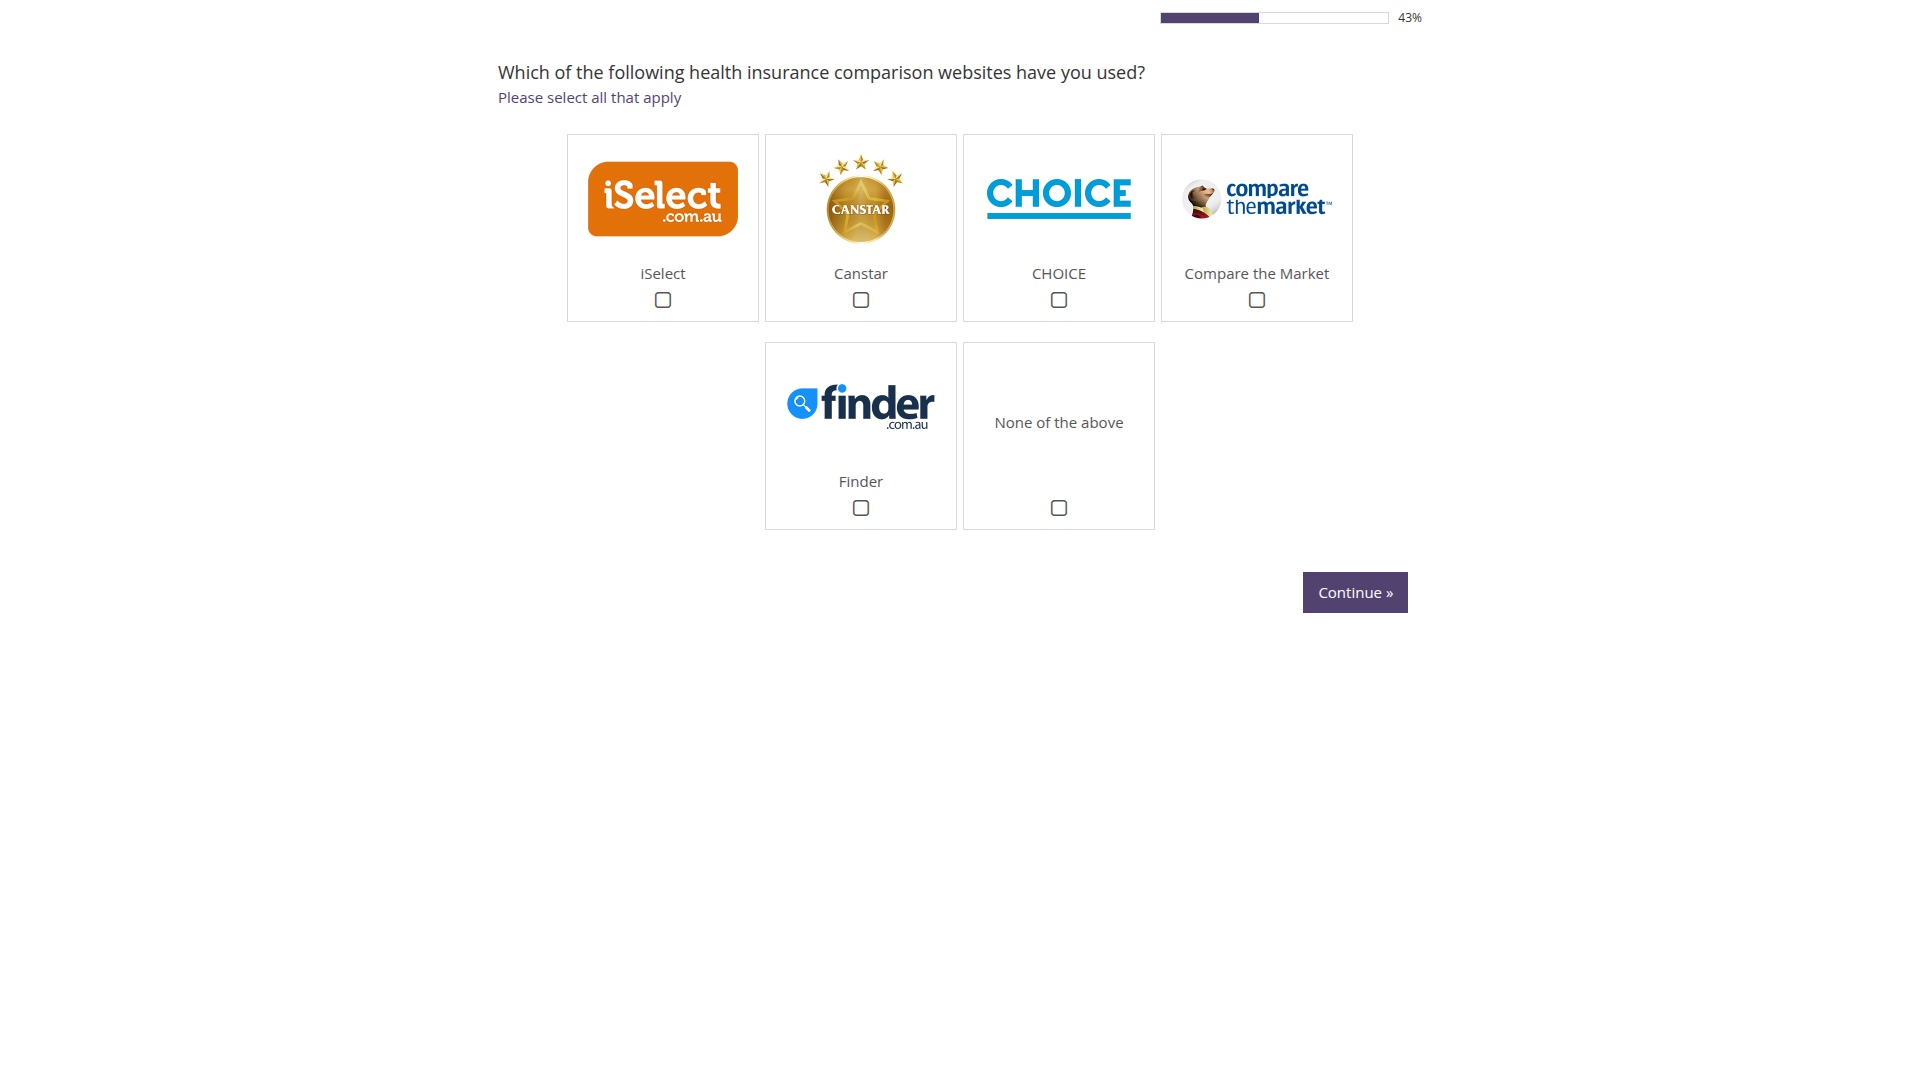 43%
Which of the following health insurance comparison websites have you used?
Please select all that apply
iSelect
.com.au
CANSTAR
CHOICE
compare
themarket™
iSelect
Canstar
CHOICE
Compare the Market
finder
.com.au
None of the above
Finder
Continue »